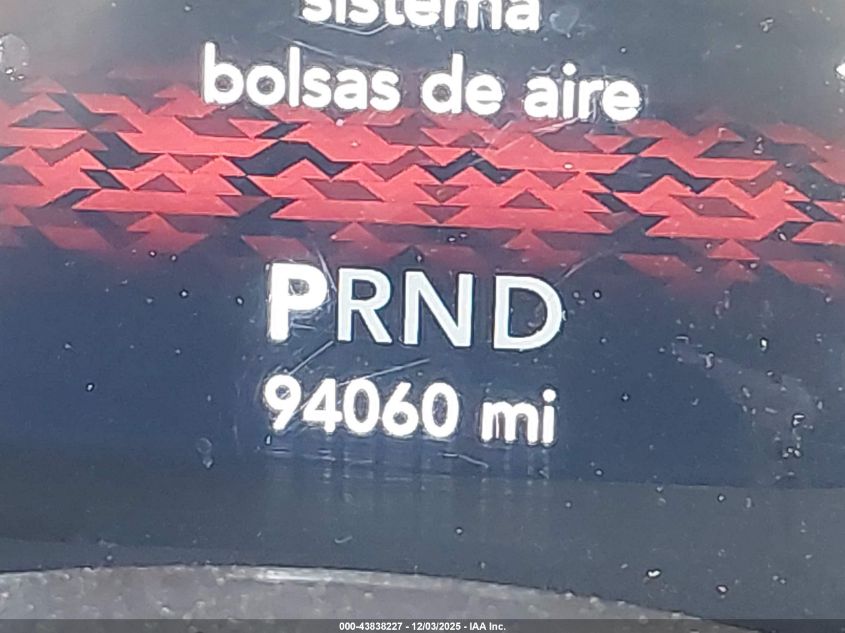 sistema
bolsas de aire
PRND
94060 mi
000-43838227 - 12/03/2025 - IAA Inc.